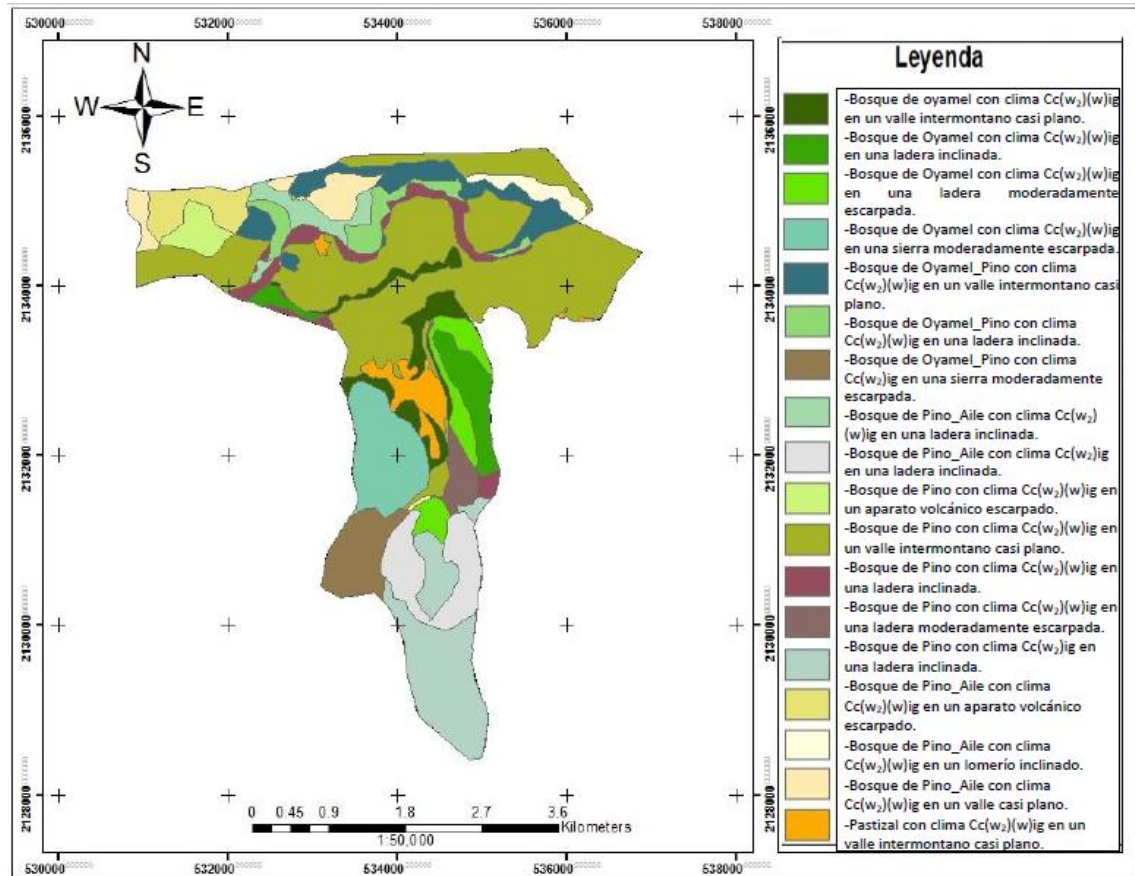 530000 532000 534000 536000 538000
N
W E
S
2136000 2136000
2134000 2134000
2132000 2132000
2130000 2130000
2128000 2128000
0 0.45 0.9 1.8 2.7 3.6
Kilometers
1:50,000
530000 532000 534000 536000 538000
Leyenda
-Bosque de oyamel con clima Cc(w₂)(w)ig
en un valle intermontano casi plano.
-Bosque de Oyamel con clima Cc(w₂)(w)ig
en una ladera inclinada.
-Bosque de Oyamel con clima Cc(w₂)(w)ig
en una ladera moderadamente
escarpada.
-Bosque de Oyamel con clima Cc(w₂)(w)ig
en una sierra moderadamente escarpada.
-Bosque de Oyamel_Pino con clima
Cc(w₂)(w)ig en un valle intermontano casi
plano.
-Bosque de Oyamel_Pino con clima
Cc(w₂)(w)ig en una ladera inclinada.
-Bosque de Oyamel_Pino con clima
Cc(w₂)ig en una sierra moderadamente
escarpada.
-Bosque de Pino_Aile con clima Cc(w₂)
(w)ig en una ladera inclinada.
-Bosque de Pino_Aile con clima Cc(w₂)ig
en una ladera inclinada.
-Bosque de Pino con clima Cc(w₂)(w)ig en
un aparato volcánico escarpado.
-Bosque de Pino con clima Cc(w₂)(w)ig en
un valle intermontano casi plano.
-Bosque de Pino con clima Cc(w₂)(w)ig en
una ladera inclinada.
-Bosque de Pino con clima Cc(w₂)(w)ig en
una ladera moderadamente escarpada.
-Bosque de Pino con clima Cc(w₂)ig en
una ladera inclinada.
-Bosque de Pino_Aile con clima
Cc(w₂)(w)ig en un aparato volcánico
escarpado.
-Bosque de Pino_Aile con clima
Cc(w₂)(w)ig en un lomerío inclinado.
-Bosque de Pino_Aile con clima
Cc(w₂)(w)ig en un valle casi plano.
-Pastizal con clima Cc(w₂)(w)ig en un
valle intermontano casi plano.